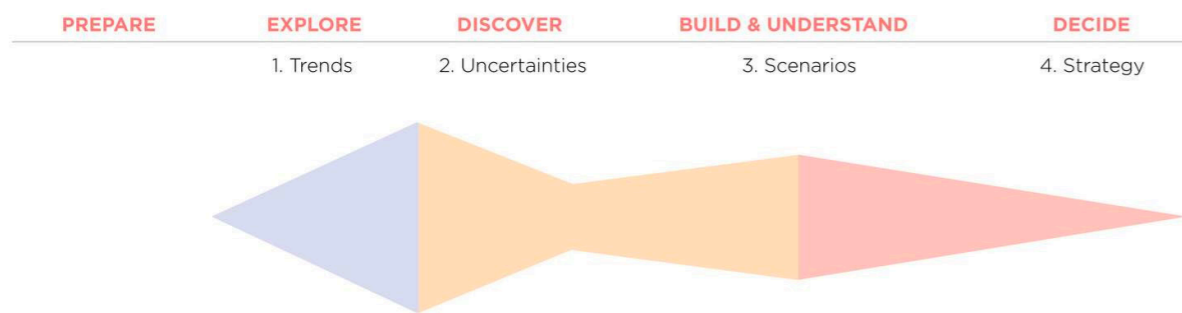 PREPARE EXPLORE DISCOVER BUILD & UNDERSTAND DECIDE
1. Trends 2. Uncertainties 3. Scenarios 4. Strategy